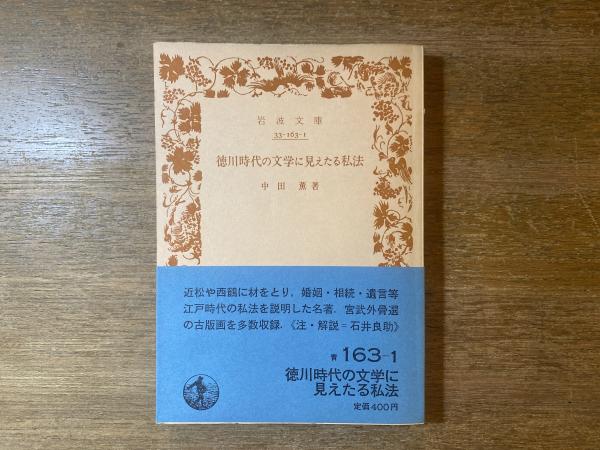 岩波文庫
33-163-1
徳川時代の文学に見えたる私法
中田薫著
近松や西鶴に材をとり，婚姻・相続・遺言等
江戸時代の私法を説明した名著．宮武外骨選
の古版画を多数収録．《注・解説＝石井良助》
青 163-1
徳川時代の文学に
見えたる私法
定価400円